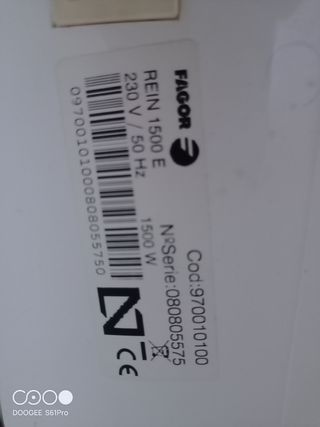 FAGOR
Cod:970010100
REIN 1500 E
NºSerie:080805575
230 V / 50 Hz
1500 W
09700101000808055750
N
CE
DOOGEE S61Pro